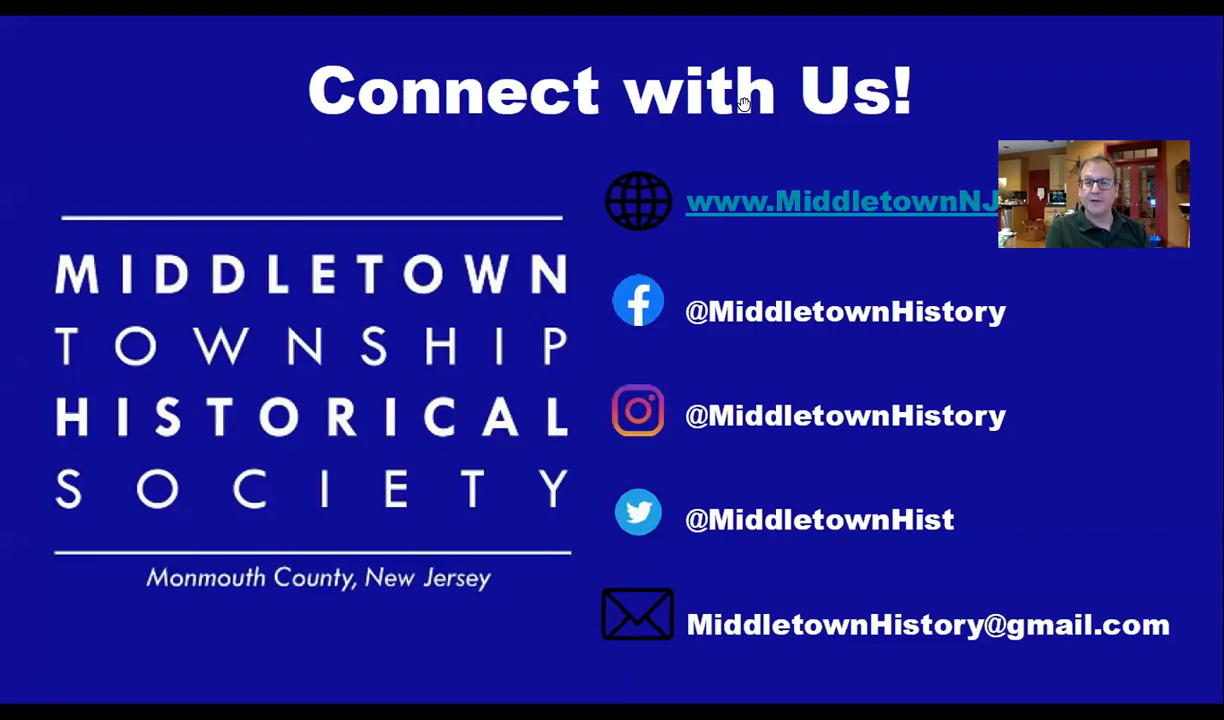 Connect with Us!
MIDDLETOWN
TOWNSHIP
HISTORICAL
SOCIETY
Monmouth County, New Jersey
www.MiddletownNJ
@MiddletownHistory
@MiddletownHistory
@MiddletownHist
MiddletownHistory@gmail.com